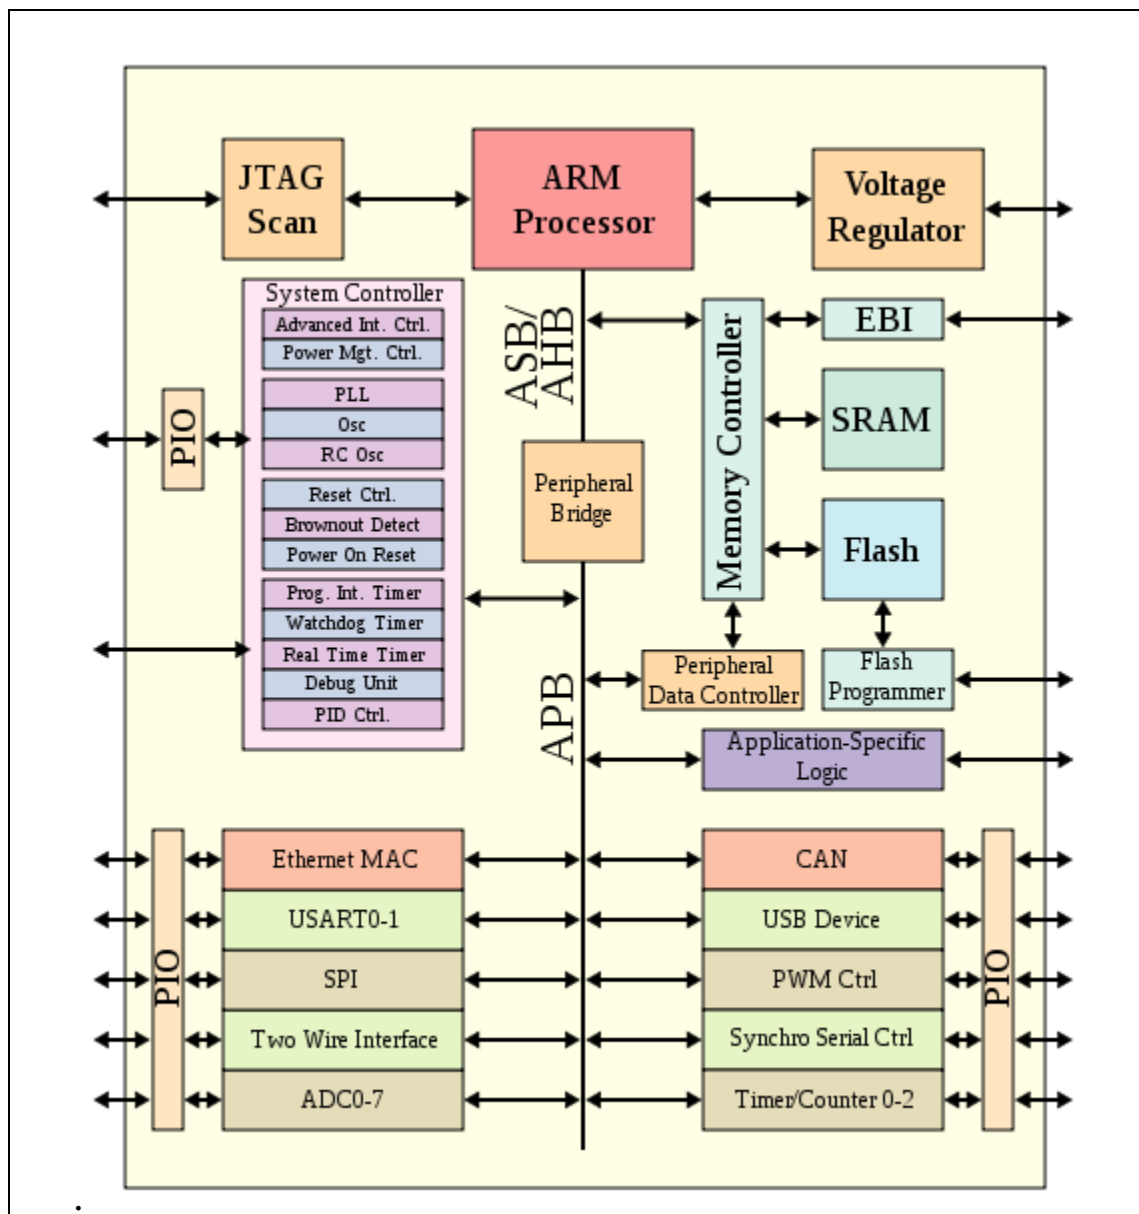 JTAG
Scan
ARM
Processor
Voltage
Regulator
System Controller
Advanced Int. Ctrl.
Power Mgt. Ctrl.
PLL
Osc
RC Osc
Reset Ctrl.
Brownout Detect
Power On Reset
Prog. Int. Timer
Watchdog Timer
Real Time Timer
Debug Unit
PID Ctrl.
PIO
ASB/
AHB
Peripheral
Bridge
APB
Memory Controller
EBI
SRAM
Flash
Peripheral
Data Controller
Flash
Programmer
Application-Specific
Logic
PIO
Ethernet MAC
USART0-1
SPI
Two Wire Interface
ADC0-7
CAN
USB Device
PWM Ctrl
Synchro Serial Ctrl
Timer/Counter 0-2
PIO
.